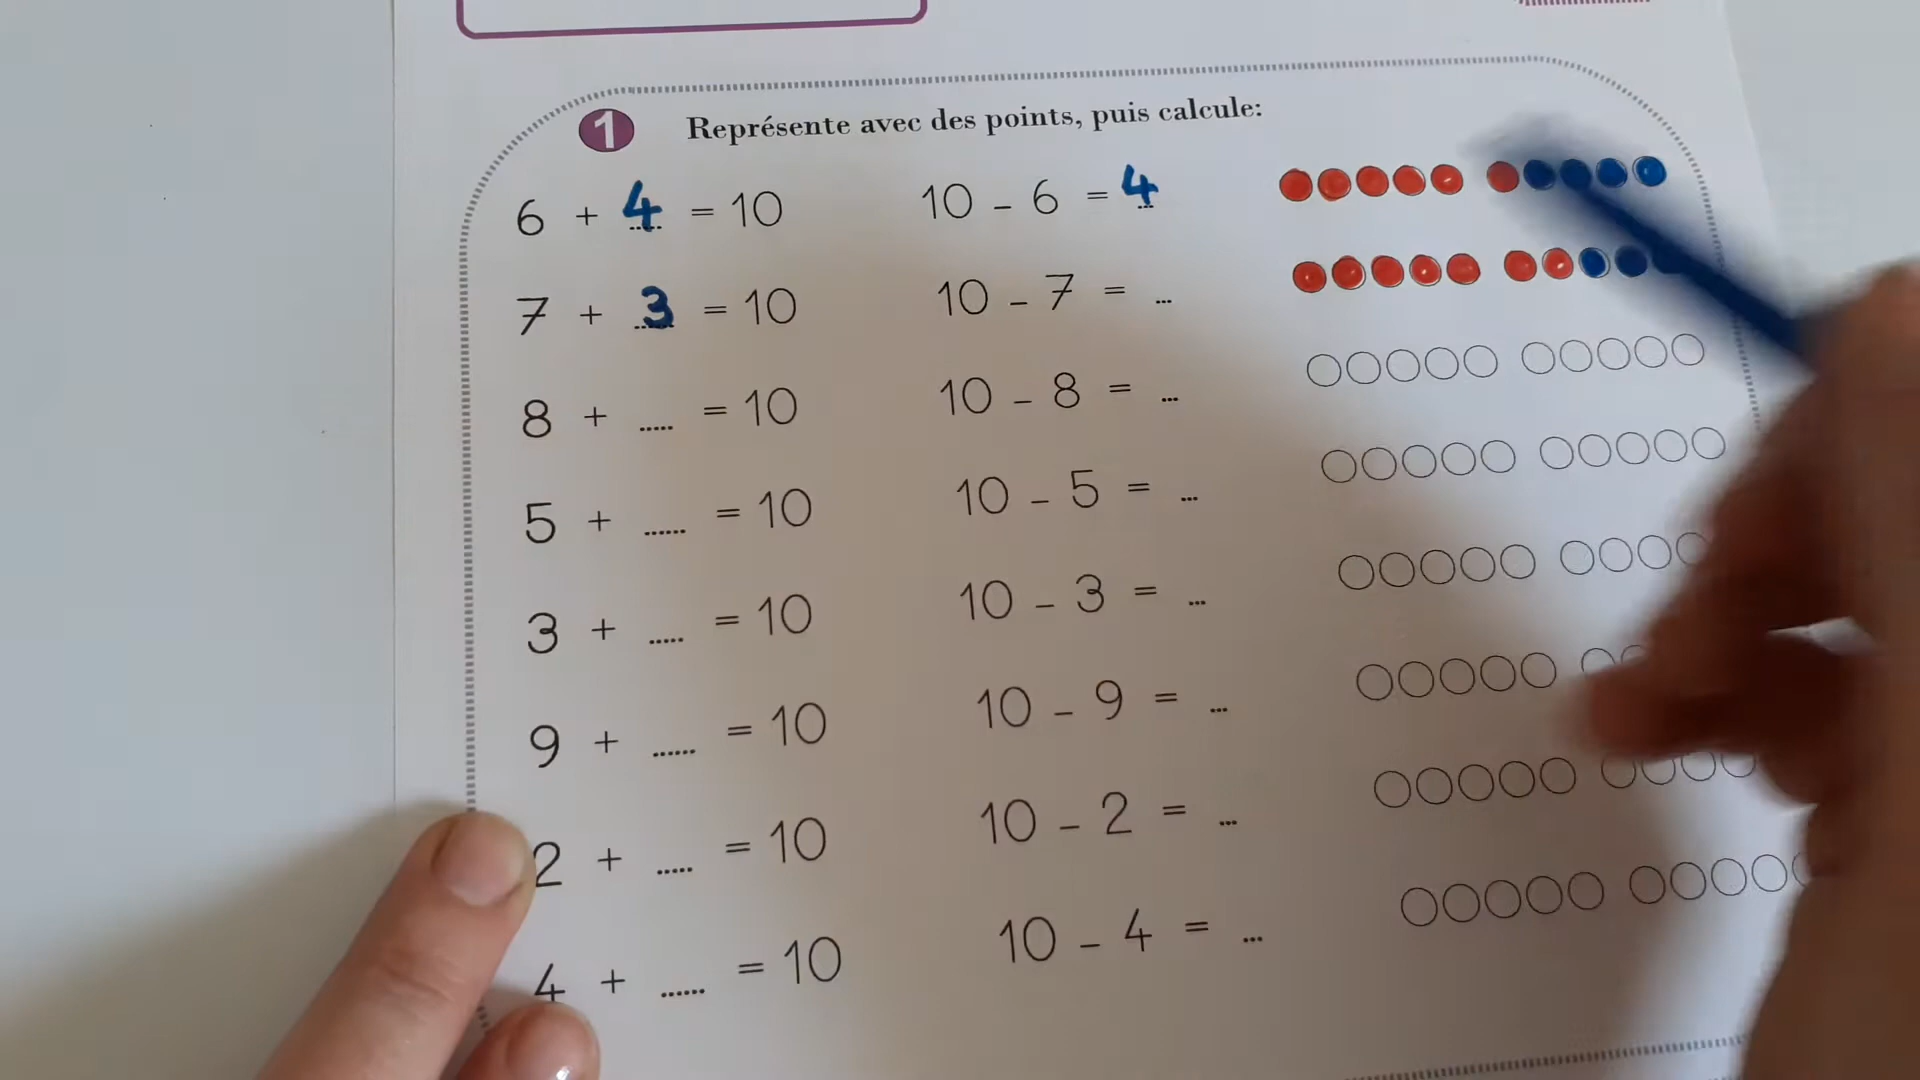 1 Représente avec des points, puis calcule:
6 + 4 = 10 10 - 6 = 4
7 + 3 = 10 10 - 7 = ...
8 + ..... = 10 10 - 8 = ...
5 + ...... = 10 10 - 5 = ...
3 + ..... = 10 10 - 3 = ...
9 + ...... = 10 10 - 9 = ...
2 + ..... = 10 10 - 2 = ...
4 + ...... = 10 10 - 4 = ...